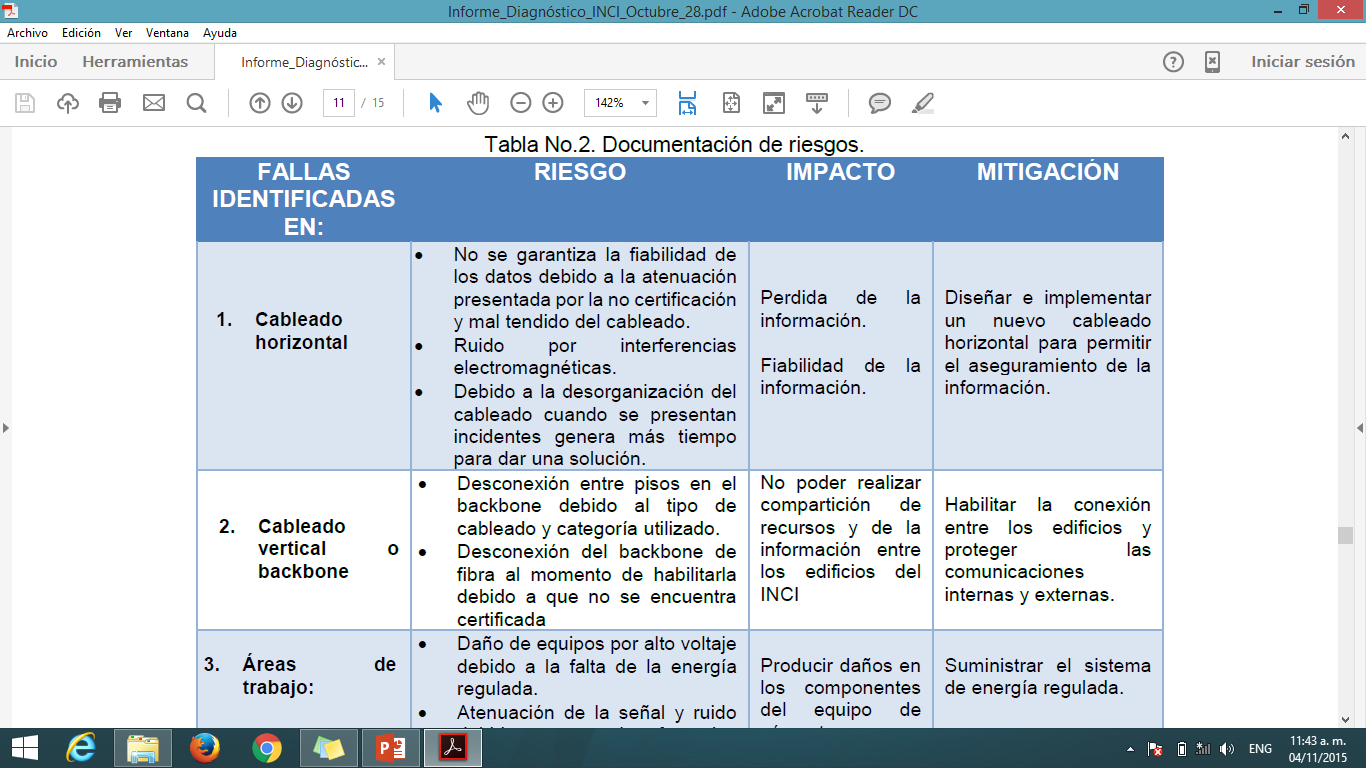 Informe_Diagnóstico_INCI_Octubre_28.pdf - Adobe Acrobat Reader DC
Archivo Edición Ver Ventana Ayuda
Inicio Herramientas Informe_Diagnóstic... × Iniciar sesión
11 / 15 142%
Tabla No.2. Documentación de riesgos.
FALLAS
IDENTIFICADAS
EN:
RIESGO
IMPACTO
MITIGACIÓN
1. Cableado
horizontal
• No se garantiza la fiabilidad de
los datos debido a la atenuación
presentada por la no certificación
y mal tendido del cableado.
• Ruido por interferencias
electromagnéticas.
• Debido a la desorganización del
cableado cuando se presentan
incidentes genera más tiempo
para dar una solución.
Perdida de la
información.
Fiabilidad de la
información.
Diseñar e implementar
un nuevo cableado
horizontal para permitir
el aseguramiento de la
información.
2. Cableado
vertical o
backbone
• Desconexión entre pisos en el
backbone debido al tipo de
cableado y categoría utilizado.
• Desconexión del backbone de
fibra al momento de habilitarla
debido a que no se encuentra
certificada
No poder realizar
compartición de
recursos y de la
información entre
los edificios del
INCI
Habilitar la conexión
entre los edificios y
proteger las
comunicaciones
internas y externas.
3. Áreas de
trabajo:
• Daño de equipos por alto voltaje
debido a la falta de la energía
regulada.
• Atenuación de la señal y ruido
Producir daños en
los componentes
del equipo de
Suministrar el sistema
de energía regulada.
ENG
11:43 a. m.
04/11/2015